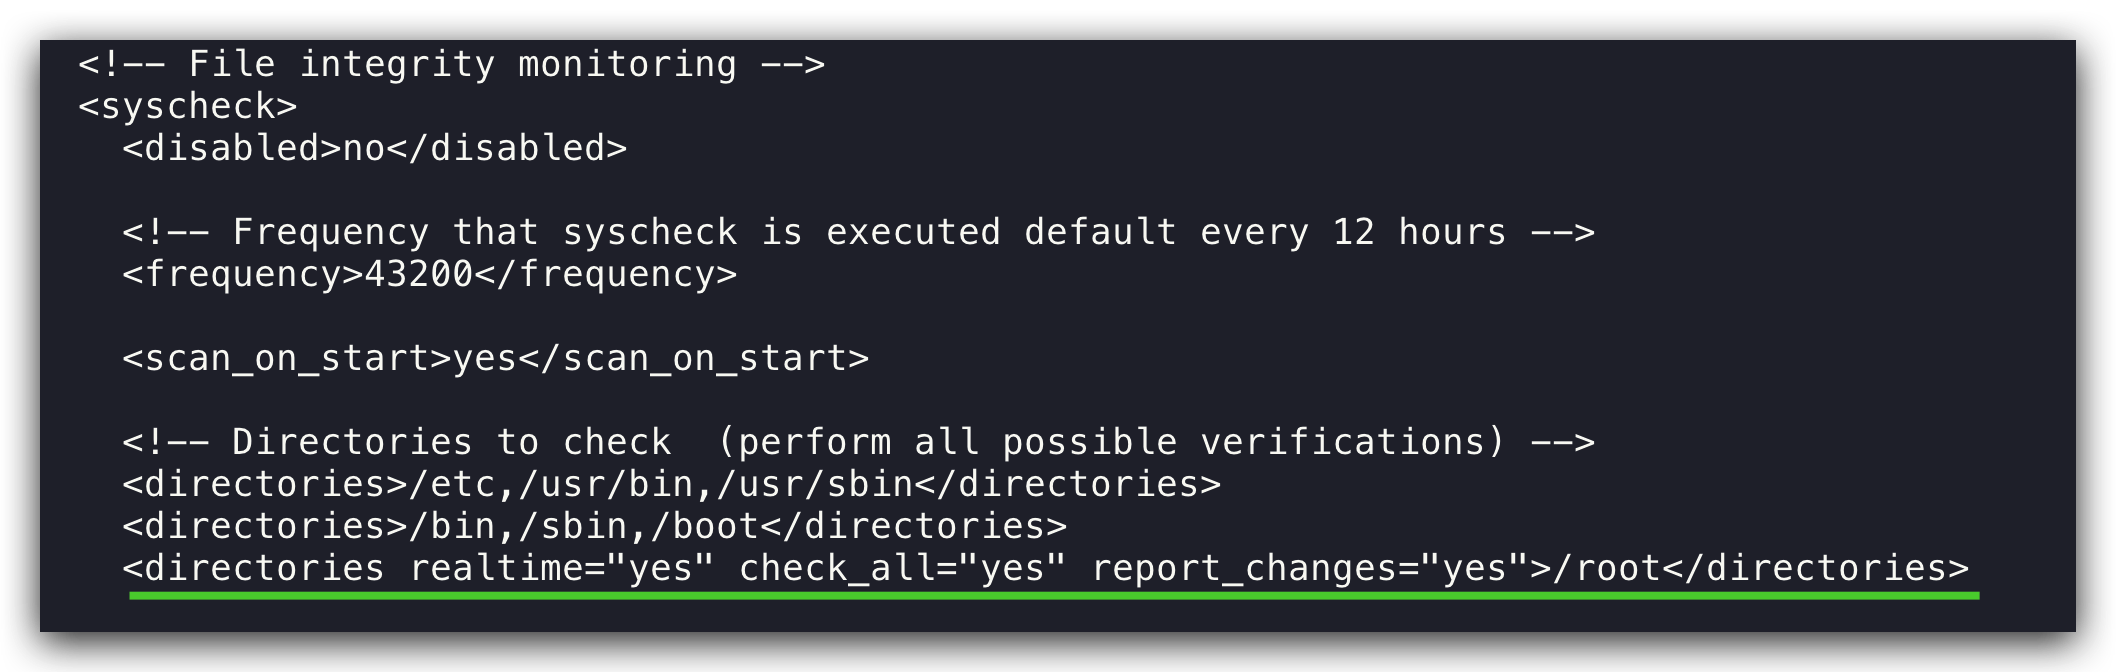 <!-- File integrity monitoring -->
<syscheck>
<disabled>no</disabled>
<!-- Frequency that syscheck is executed default every 12 hours -->
<frequency>43200</frequency>
<scan_on_start>yes</scan_on_start>
<!-- Directories to check  (perform all possible verifications) -->
<directories>/etc,/usr/bin,/usr/sbin</directories>
<directories>/bin,/sbin,/boot</directories>
<directories realtime="yes" check_all="yes" report_changes="yes">/root</directories>